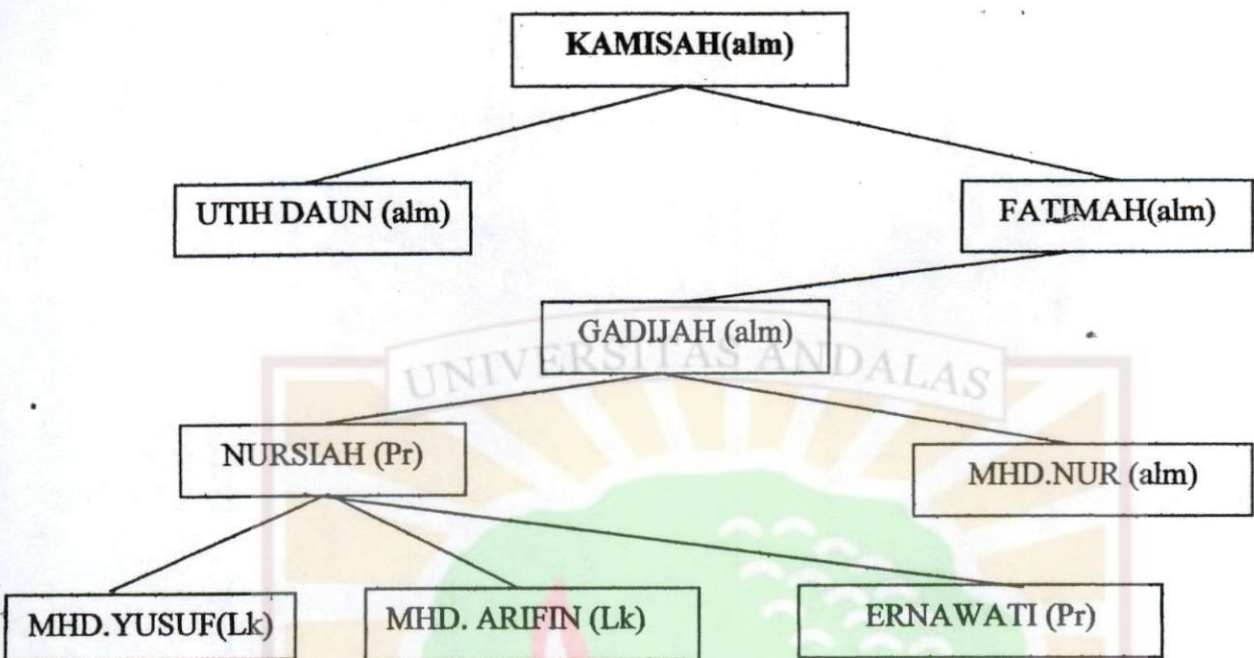 KAMISAH(alm)
UTIH DAUN (alm)
FATIMAH(alm)
GADIJAH (alm)
UNIVERSITAS ANDALAS
NURSIAH (Pr)
MHD.NUR (alm)
MHD.YUSUF(Lk)
MHD. ARIFIN (Lk)
ERNAWATI (Pr)